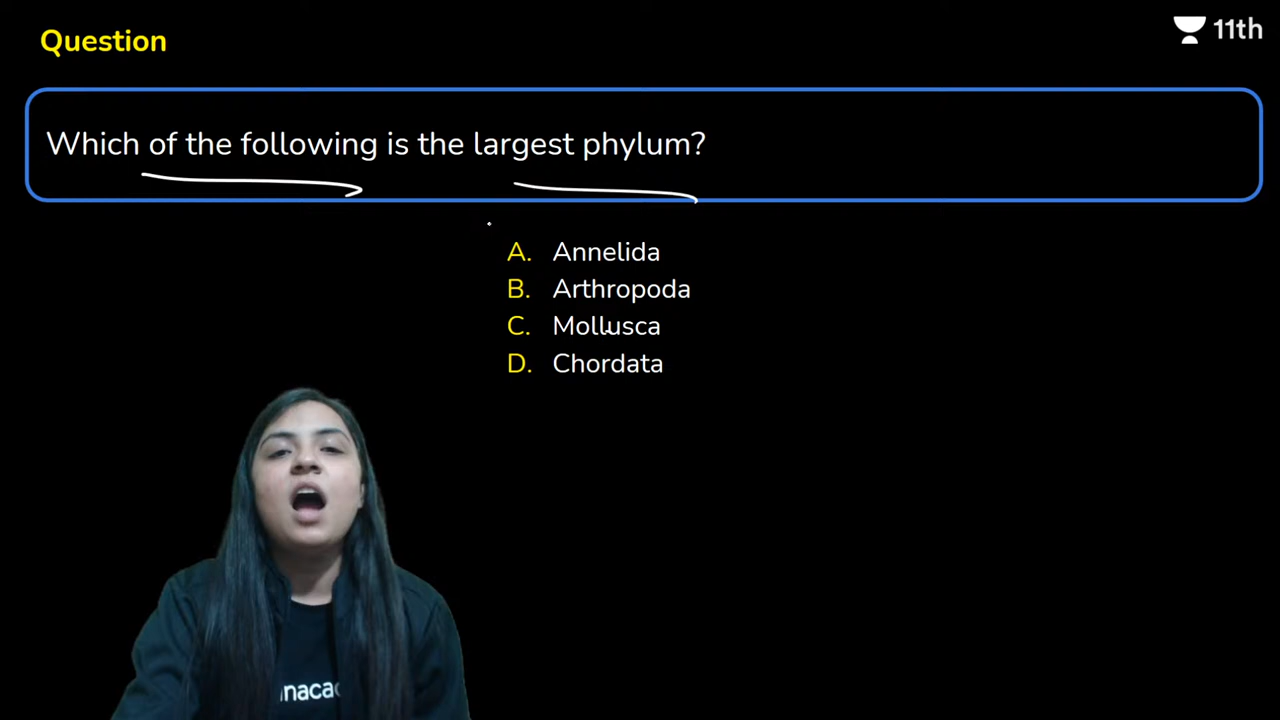 Question
11th
Which of the following is the largest phylum?
A. Annelida
B. Arthropoda
C. Mollusca
D. Chordata